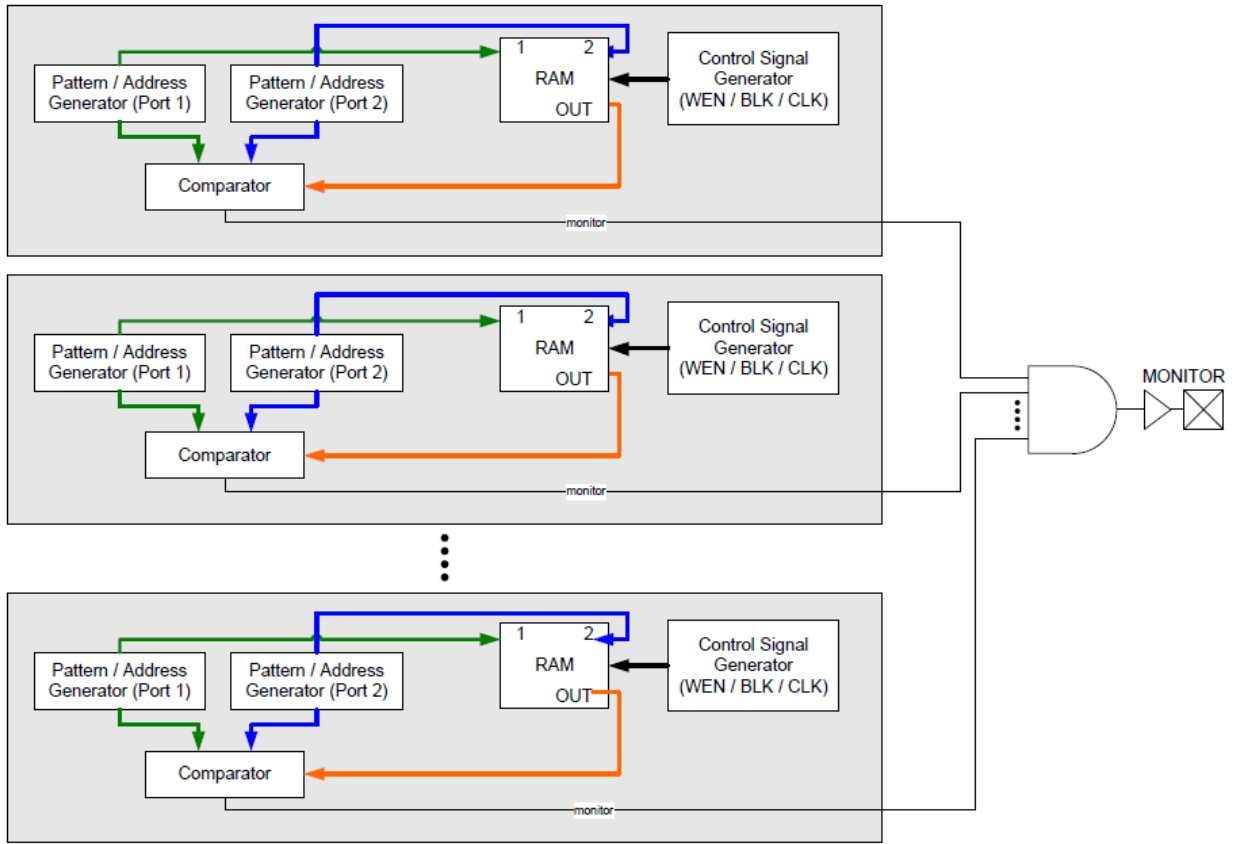 1 2
Pattern / Address
Generator (Port 1)
Pattern / Address
Generator (Port 2)
RAM
OUT
Control Signal
Generator
(WEN / BLK / CLK)
Comparator
monitor
1 2
Pattern / Address
Generator (Port 1)
Pattern / Address
Generator (Port 2)
RAM
OUT
Control Signal
Generator
(WEN / BLK / CLK)
Comparator
monitor
MONITOR
1 2
Pattern / Address
Generator (Port 1)
Pattern / Address
Generator (Port 2)
RAM
OUT
Control Signal
Generator
(WEN / BLK / CLK)
Comparator
monitor